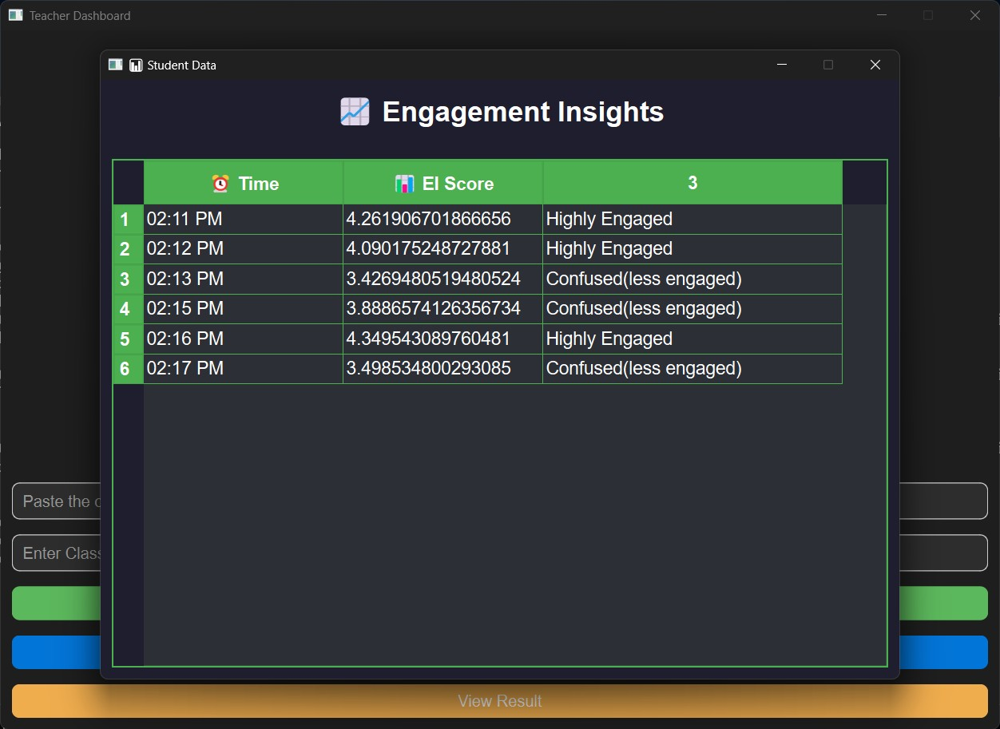 Teacher Dashboard
Student Data
Engagement Insights
Time EI Score 3
1 02:11 PM 4.261906701866656 Highly Engaged
2 02:12 PM 4.090175248727881 Highly Engaged
3 02:13 PM 3.4269480519480524 Confused(less engaged)
4 02:15 PM 3.8886574126356734 Confused(less engaged)
5 02:16 PM 4.349543089760481 Highly Engaged
6 02:17 PM 3.498534800293085 Confused(less engaged)
Paste the
Enter Class
View Result